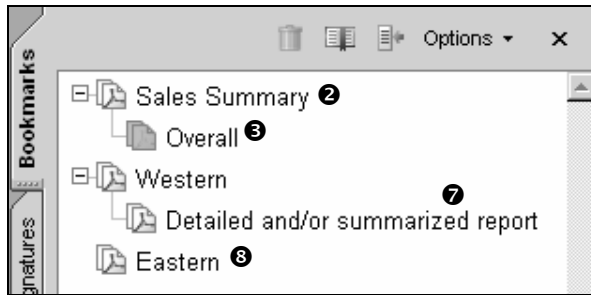 Options
Bookmarks
Sales Summary ❷
Overall ❸
Western
❼
Detailed and/or summarized report
Eastern ❽
gnatures